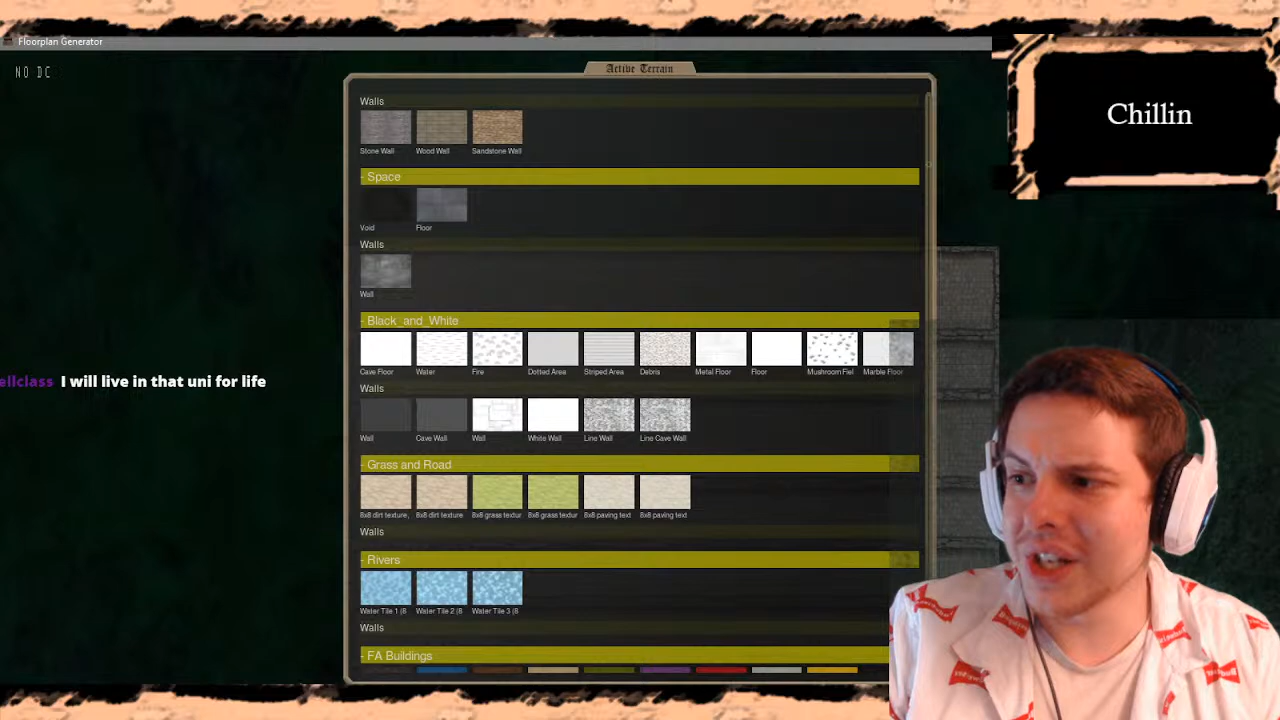 Floorplan Generator
NO DC
Active Terrain
Chillin
Walls
Stone Wall Wood Wall Sandstone Wall
- Space
Void Floor
Walls
Wall
- Black_and_White
Cave Floor Water Fire Dotted Area Striped Area Debris Metal Floor Floor Mushroom Fiel Marble Floor
Walls
ellclass I will live in that uni for life
Wall Cave Wall Wall White Wall Line Wall Line Cave Wall
- Grass and Road
8x8 dirt texture, 8x8 dirt texture 8x8 grass textur 8x8 grass textur 8x8 paving text 8x8 paving text
Walls
- Rivers
Water Tile 1 (8 Water Tile 2 (8 Water Tile 3 (8
Walls
- FA Buildings